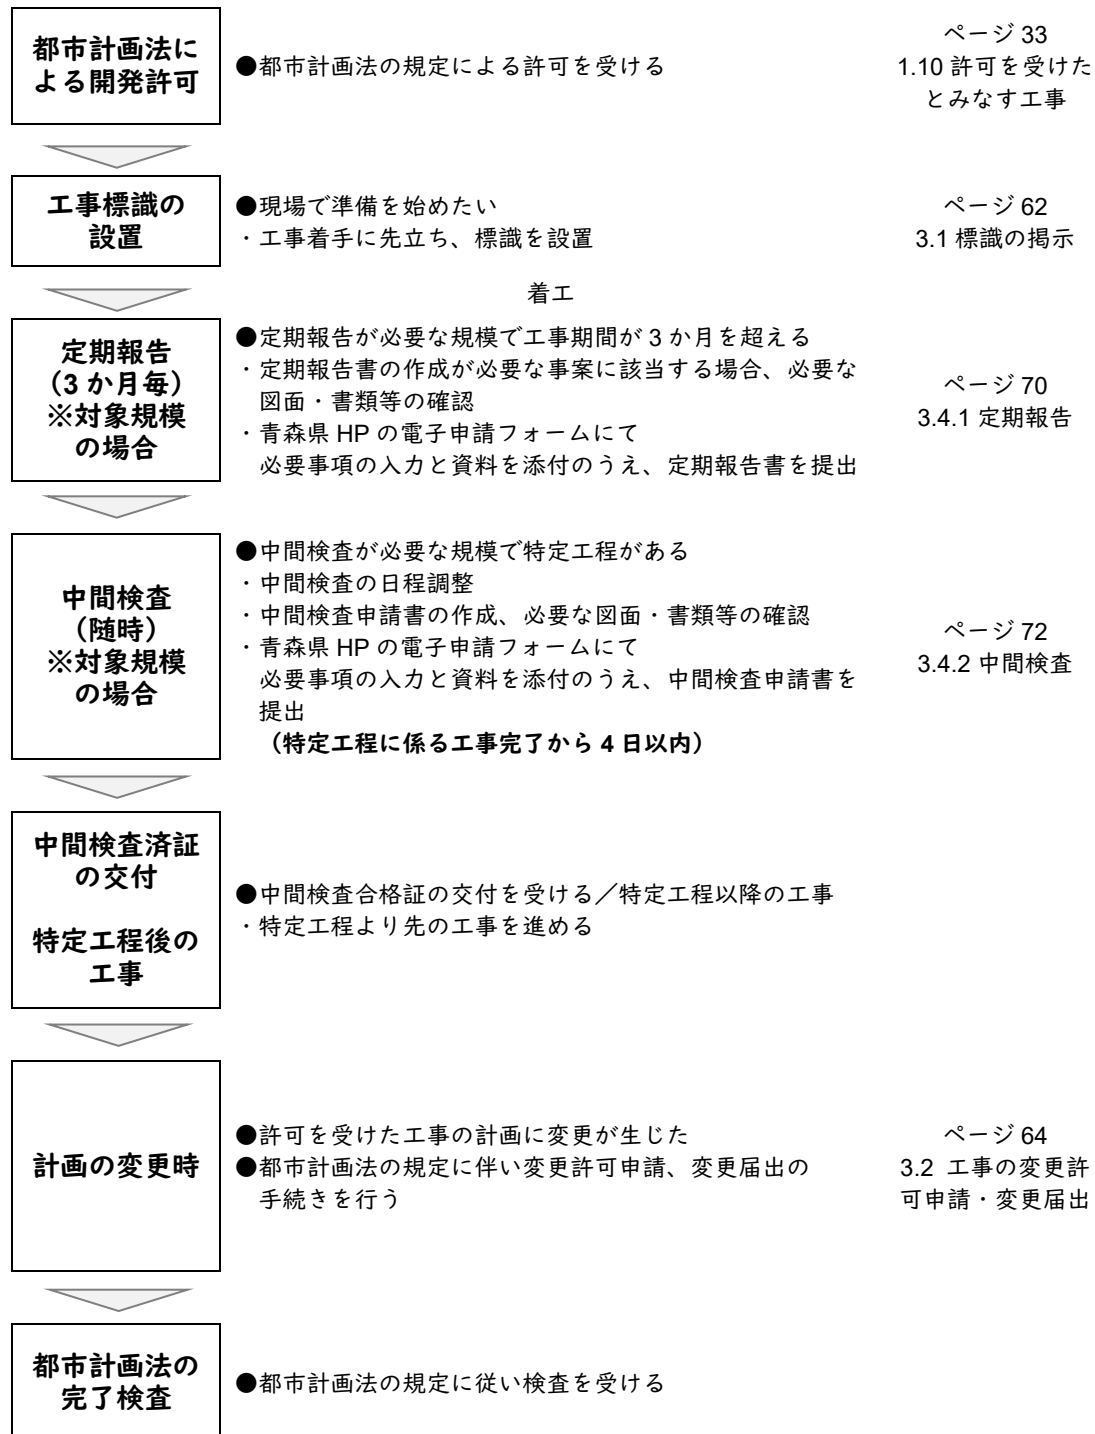 都市計画法に
よる開発許可
●都市計画法の規定による許可を受ける
ページ 33
1.10 許可を受けた
とみなす工事
工事標識の
設置
●現場で準備を始めたい
・工事着手に先立ち、標識を設置
ページ 62
3.1 標識の掲示
着工
定期報告
（3 か月毎）
※対象規模
の場合
●定期報告が必要な規模で工事期間が 3 か月を超える
・定期報告書の作成が必要な事案に該当する場合、必要な
図面・書類等の確認
・青森県 HP の電子申請フォームにて
必要事項の入力と資料を添付のうえ、定期報告書を提出
ページ 70
3.4.1 定期報告
中間検査
（随時）
※対象規模
の場合
●中間検査が必要な規模で特定工程がある
・中間検査の日程調整
・中間検査申請書の作成、必要な図面・書類等の確認
・青森県 HP の電子申請フォームにて
必要事項の入力と資料を添付のうえ、中間検査申請書を
提出
（特定工程に係る工事完了から 4 日以内）
ページ 72
3.4.2 中間検査
中間検査済証
の交付
特定工程後の
工事
●中間検査合格証の交付を受ける／特定工程以降の工事
・特定工程より先の工事を進める
計画の変更時
●許可を受けた工事の計画に変更が生じた
●都市計画法の規定に伴い変更許可申請、変更届出の
手続きを行う
ページ 64
3.2 工事の変更許
可申請・変更届出
都市計画法の
完了検査
●都市計画法の規定に従い検査を受ける